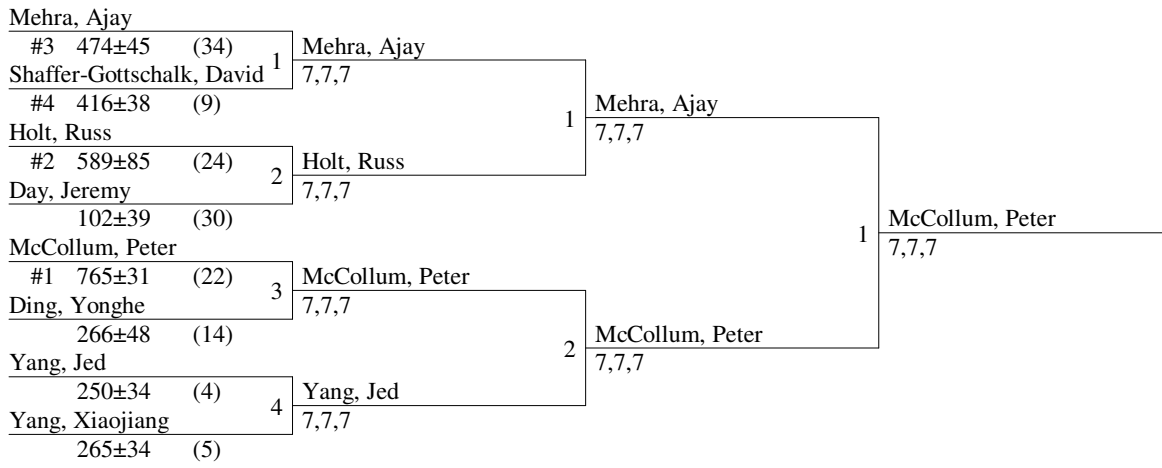 Mehra, Ajay
#3 474±45 (34)
Shaffer-Gottschalk, David
#4 416±38 (9)
Holt, Russ
#2 589±85 (24)
Day, Jeremy
102±39 (30)
McCollum, Peter
#1 765±31 (22)
Ding, Yonghe
266±48 (14)
Yang, Jed
250±34 (4)
Yang, Xiaojiang
265±34 (5)
1
Mehra, Ajay
7,7,7
2
Holt, Russ
7,7,7
3
McCollum, Peter
7,7,7
4
Yang, Jed
7,7,7
1
Mehra, Ajay
7,7,7
2
McCollum, Peter
7,7,7
1
McCollum, Peter
7,7,7